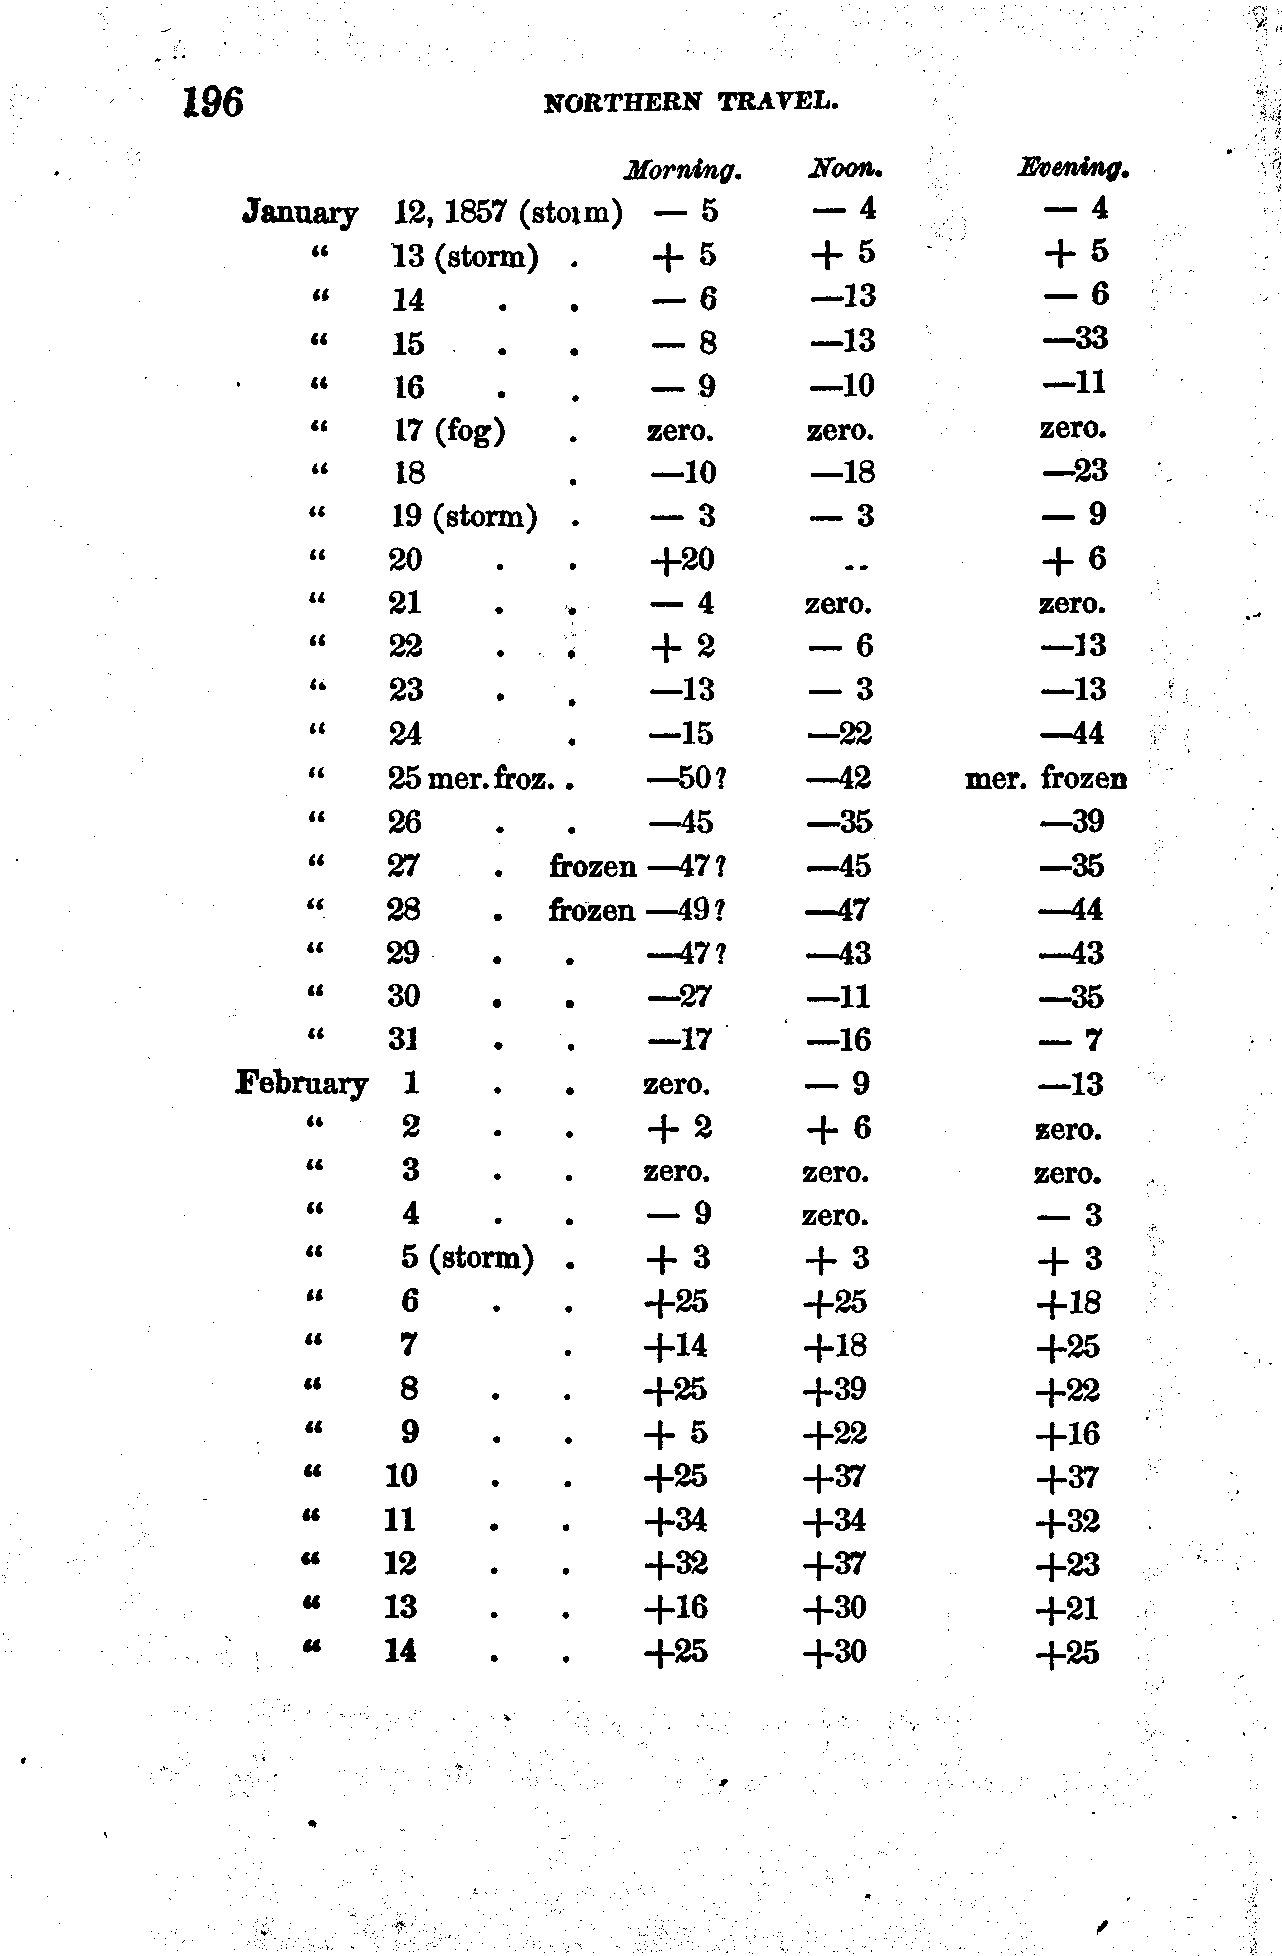 196 NORTHERN TRAVEL.
Morning. Noon. Evening.
January 12, 1857 (storm) — 5 — 4 — 4
“ 13 (storm) . + 5 + 5 + 5
“ 14 . . — 6 —13 — 6
“ 15 . . — 8 —13 —33
“ 16 . . — 9 —10 —11
“ 17 (fog) . zero. zero. zero.
“ 18 . —10 —18 —23
“ 19 (storm) . — 3 — 3 — 9
“ 20 . . +20 .. + 6
“ 21 . . — 4 zero. zero.
“ 22 . . + 2 — 6 —13
“ 23 . . —13 — 3 —13
“ 24 . —15 —22 —44
“ 25 mer. froz. . —50? —42 mer. frozen
“ 26 . . —45 —35 —39
“ 27 . frozen —47? —45 —35
“ 28 . frozen —49? —47 —44
“ 29 . . —47? —43 —43
“ 30 . . —27 —11 —35
“ 31 . . —17 —16 — 7
February 1 . . zero. — 9 —13
“ 2 . . + 2 + 6 zero.
“ 3 . . zero. zero. zero.
“ 4 . . — 9 zero. — 3
“ 5 (storm) . + 3 + 3 + 3
“ 6 . . +25 +25 +18
“ 7 . +14 +18 +25
“ 8 . . +25 +39 +22
“ 9 . . + 5 +22 +16
“ 10 . . +25 +37 +37
“ 11 . . +34 +34 +32
“ 12 . . +32 +37 +23
“ 13 . . +16 +30 +21
“ 14 . . +25 +30 +25